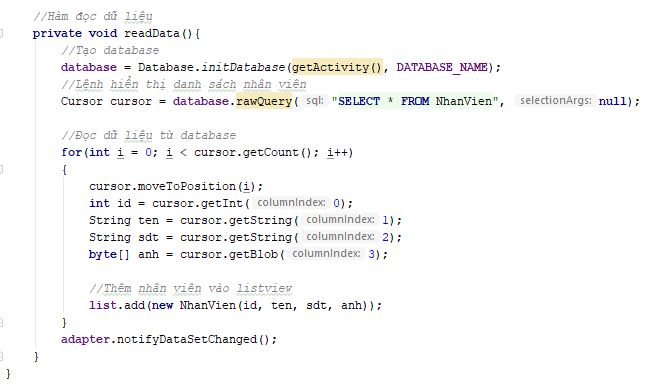 //Hàm đọc dữ liệu
private void readData(){
//Tạo database
database = Database.initDatabase(getActivity(), DATABASE_NAME);
//Lệnh hiển thị danh sách nhân viên
Cursor cursor = database.rawQuery( sql: "SELECT * FROM NhanVien", selectionArgs: null);
//Đọc dữ liệu từ database
for(int i = 0; i < cursor.getCount(); i++)
{
cursor.moveToPosition(i);
int id = cursor.getInt( columnIndex: 0);
String ten = cursor.getString( columnIndex: 1);
String sdt = cursor.getString( columnIndex: 2);
byte[] anh = cursor.getBlob( columnIndex: 3);
//Thêm nhân viên vào listview
list.add(new NhanVien(id, ten, sdt, anh));
}
adapter.notifyDataSetChanged();
}
}